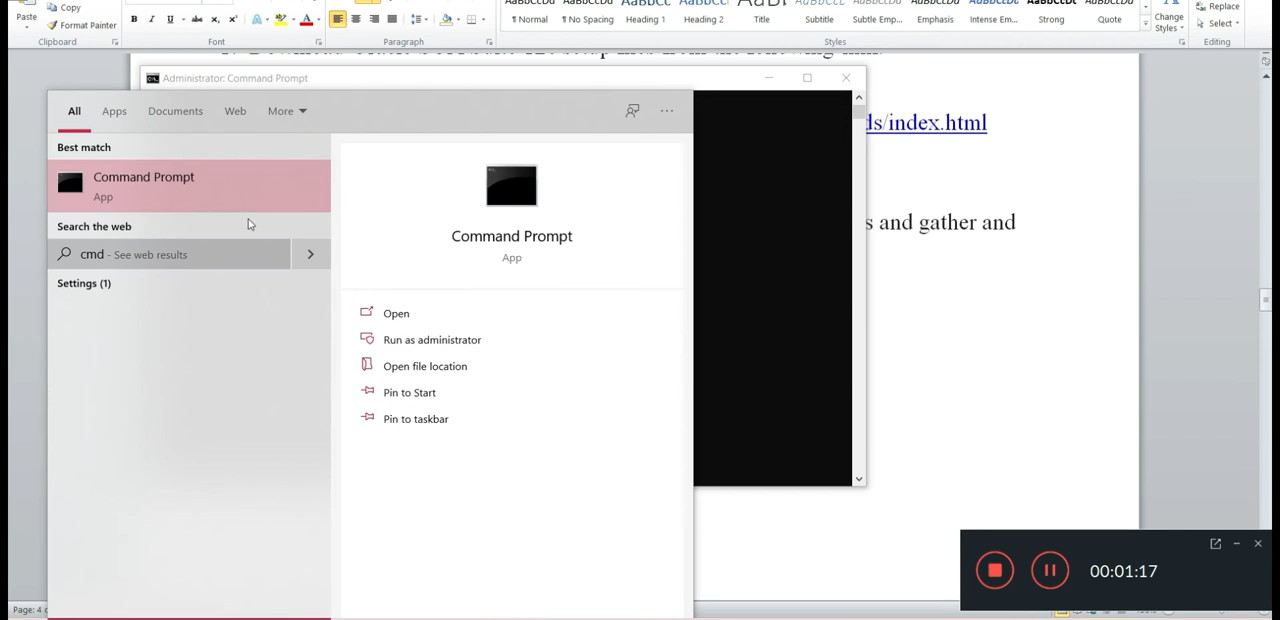 Copy
Paste
Format Painter
Clipboard
Font
Paragraph
¶ Normal
¶ No Spacing
Heading 1
Heading 2
Title
Subtitle
Subtle Emp...
Emphasis
Intense Em...
Strong
Quote
Styles
Change
Styles
Replace
Select
Editing
Administrator: Command Prompt
All
Apps
Documents
Web
More
ds/index.html
Best match
Command Prompt
App
Search the web
cmd - See web results
Settings (1)
Command Prompt
App
s and gather and
Open
Run as administrator
Open file location
Pin to Start
Pin to taskbar
00:01:17
Page: 4